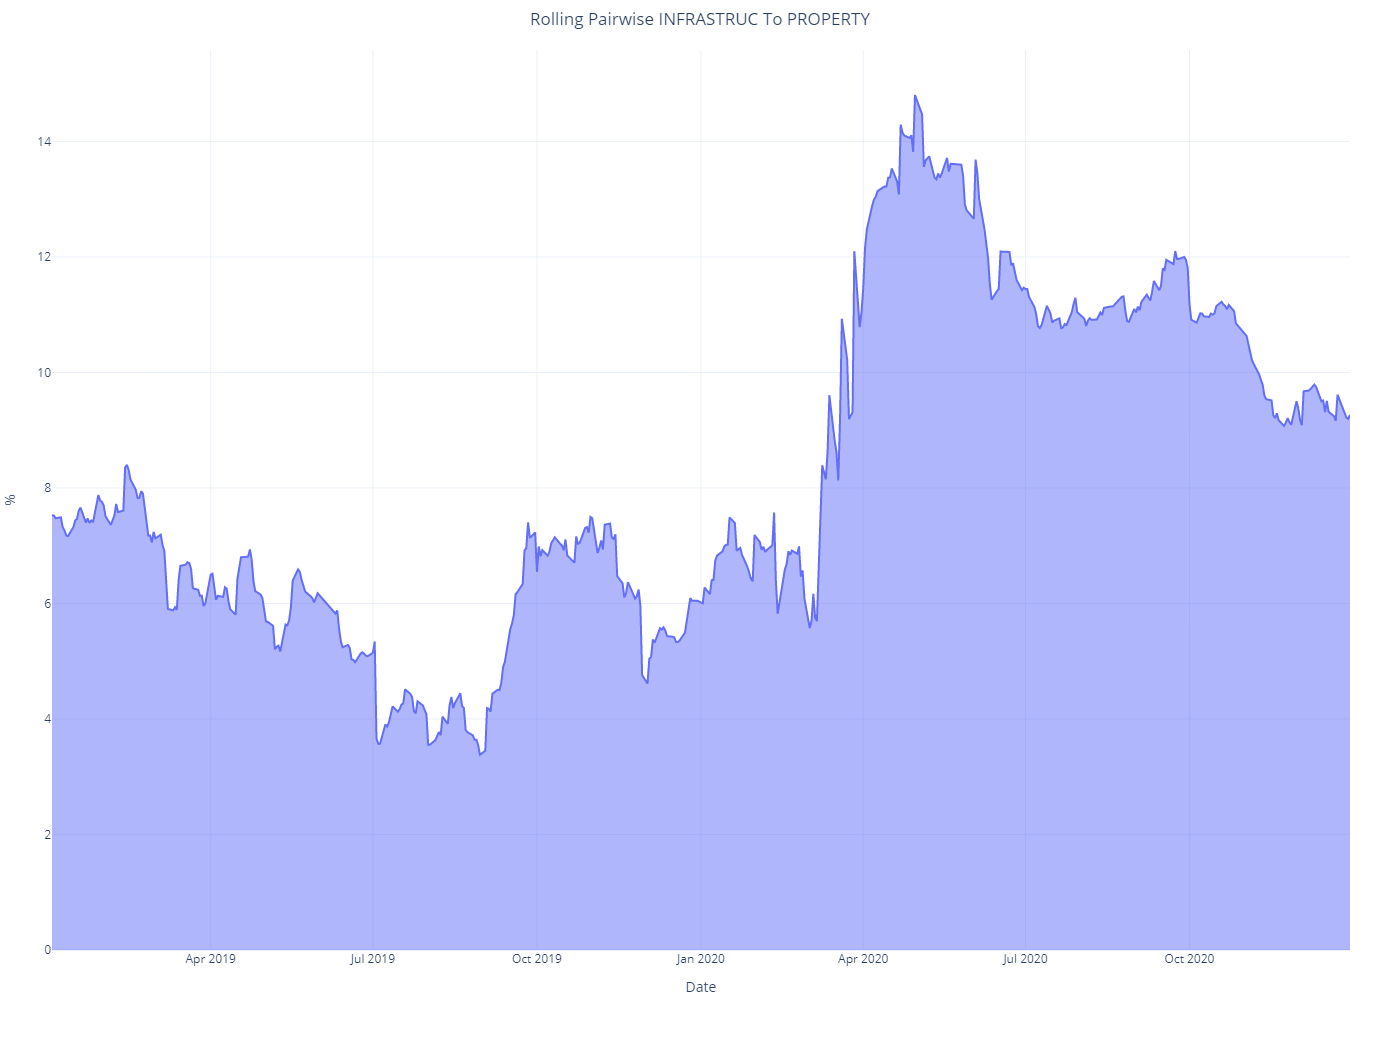 Rolling Pairwise INFRASTRUC To PROPERTY
14
12
10
8
6
4
2
0
%
Apr 2019
Jul 2019
Oct 2019
Jan 2020
Apr 2020
Jul 2020
Oct 2020
Date